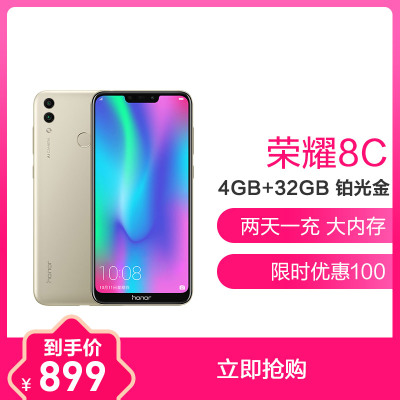 荣耀8C
4GB+32GB 铂光金
两天一充 大内存
限时优惠100
10:08
honor
honor
到手价
¥899
立即抢购